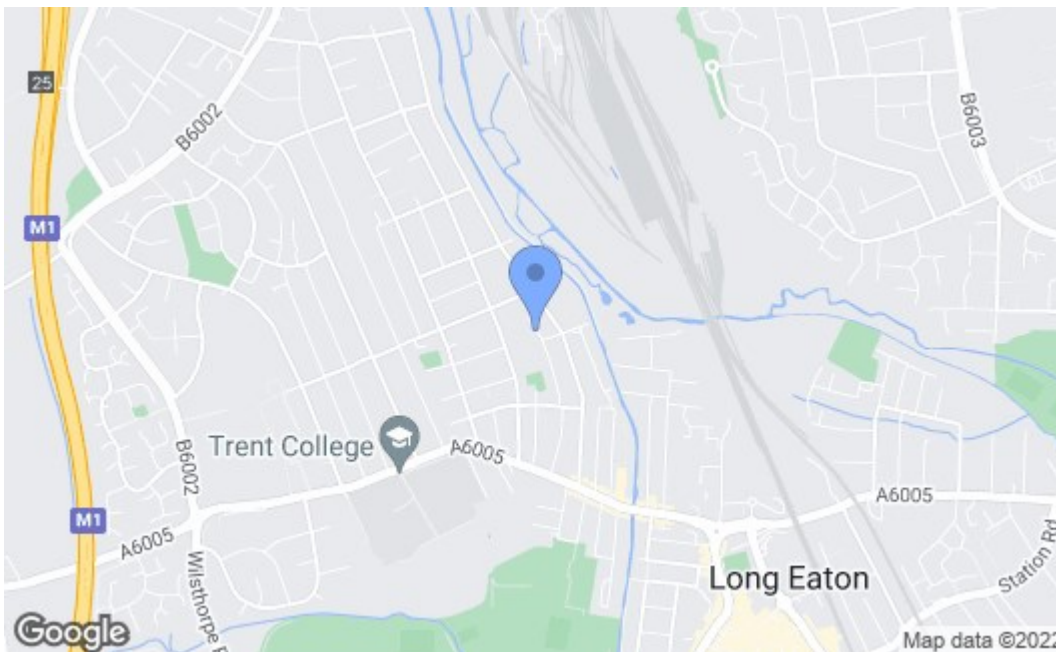 25
B6002
B6003
M1
Trent College
A6005
B6002
A6005
M1
A6005
Wilsthorpe R
Long Eaton
Station Rd
Google
Map data ©2022